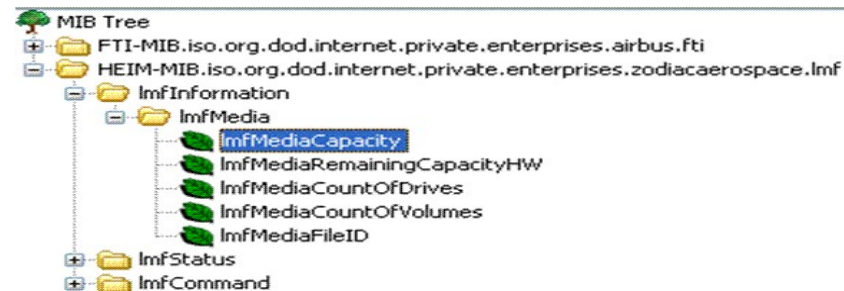 MIB Tree
FTI-MIB.iso.org.dod.internet.private.enterprises.airbus.fti
HEIM-MIB.iso.org.dod.internet.private.enterprises.zodiacaerospace.lmf
lmfInformation
lmfMedia
lmfMediaCapacity
lmfMediaRemainingCapacityHW
lmfMediaCountOfDrives
lmfMediaCountOfVolumes
lmfMediaFileID
lmfStatus
lmfCommand